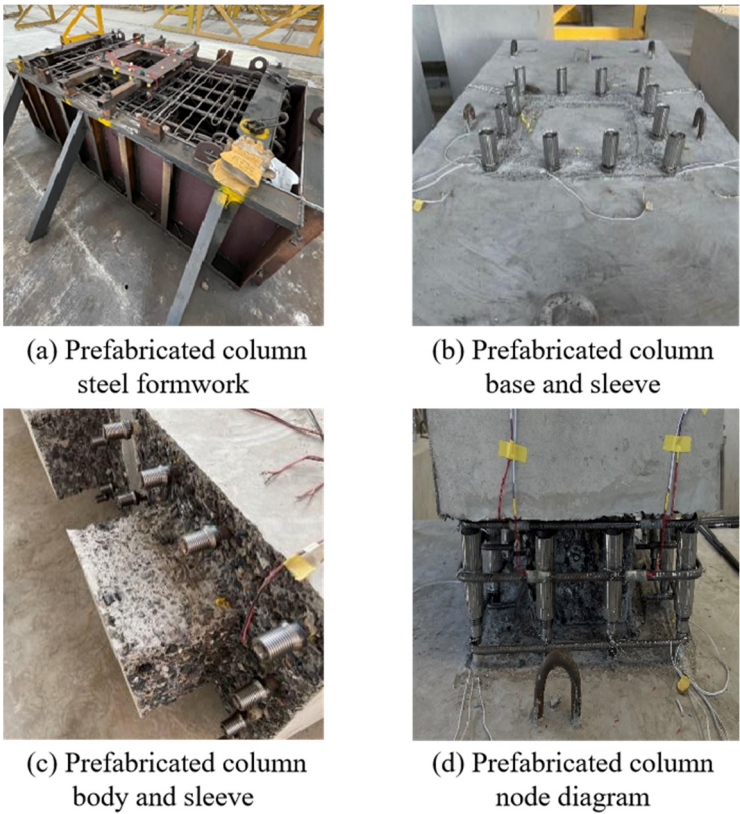 (a) Prefabricated column
steel formwork
(b) Prefabricated column
base and sleeve
(c) Prefabricated column
body and sleeve
(d) Prefabricated column
node diagram